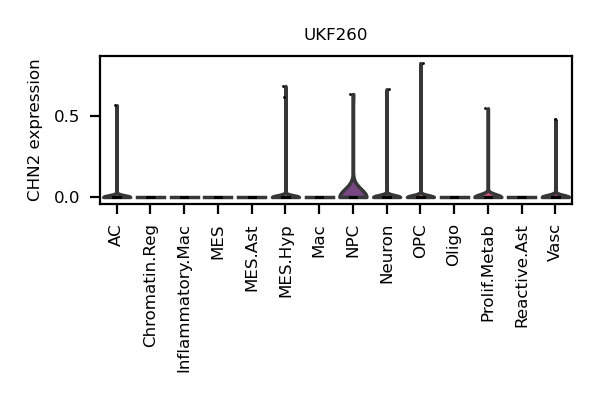 UKF260
CHN2 expression
0.5
0.0
AC
Chromatin.Reg
Inflammatory.Mac
MES
MES.Ast
MES.Hyp
Mac
NPC
Neuron
OPC
Oligo
Prolif.Metab
Reactive.Ast
Vasc